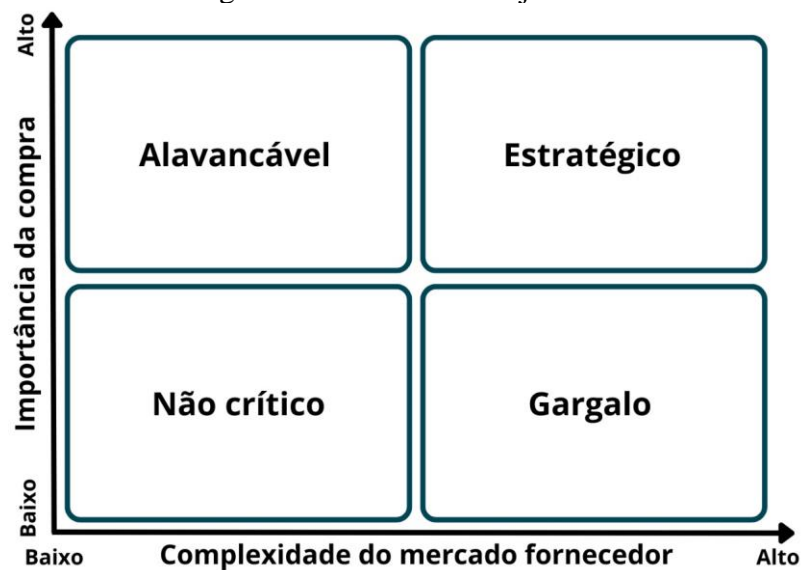 Alto
Importância da compra
Baixo
Alavancável
Estratégico
Não crítico
Gargalo
Baixo
Complexidade do mercado fornecedor
Alto